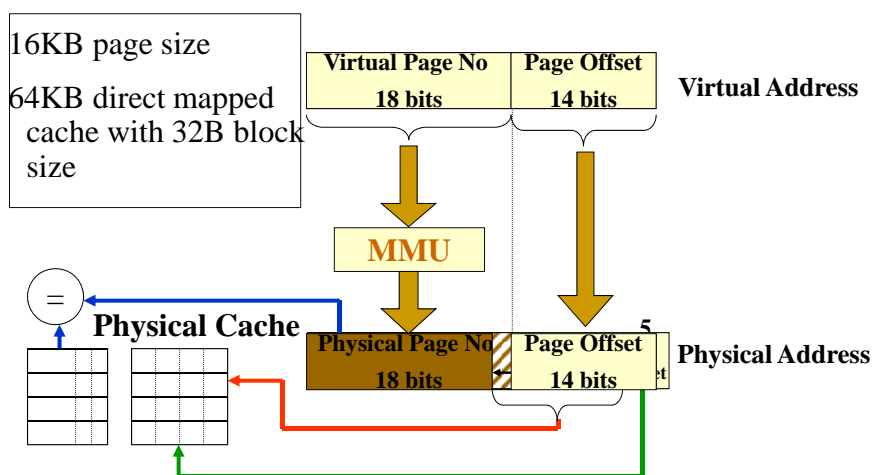 16KB page size
64KB direct mapped
cache with 32B block
size
Virtual Page No
18 bits
Page Offset
14 bits
Virtual Address
MMU
=
Physical Cache
5
Physical Page No
18 bits
Page Offset
14 bits
Physical Address